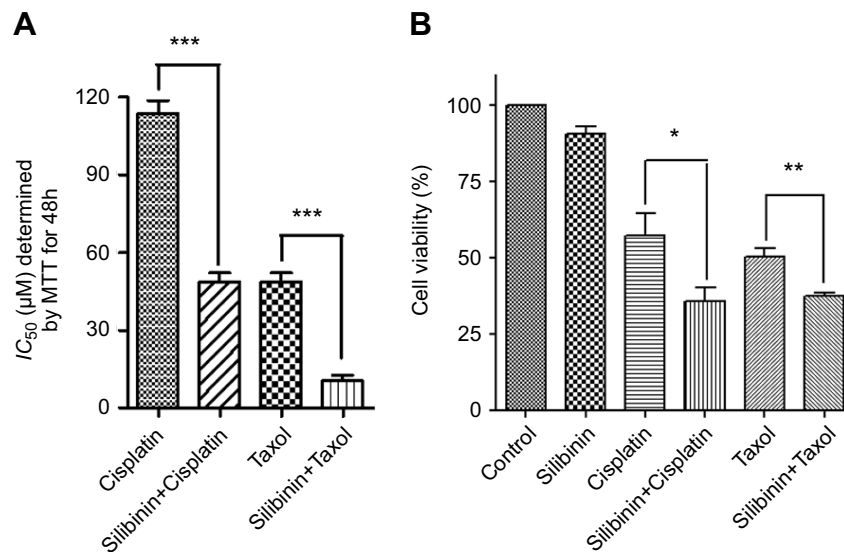 A
***
120
90
60
30
0
***
IC50 (μM) determined
by MTT for 48h
Cisplatin
Silibinin+Cisplatin
Taxol
Silibinin+Taxol
B
100
75
50
25
0
*
**
Cell viability (%)
Control
Silibinin
Cisplatin
Silibinin+Cisplatin
Taxol
Silibinin+Taxol